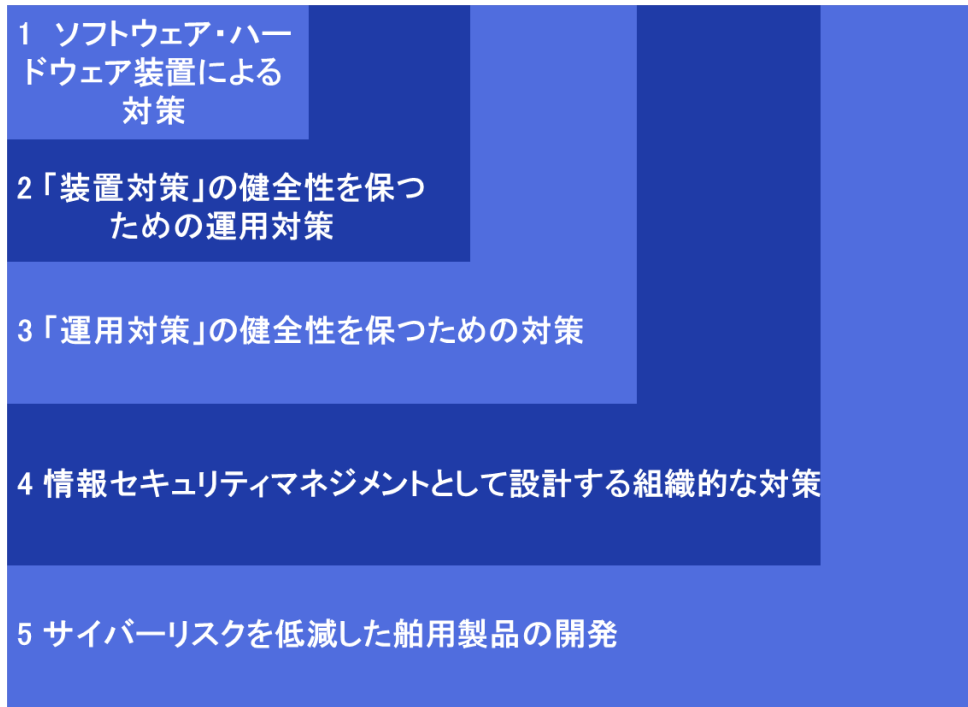 1　ソフトウェア・ハー
ドウェア装置による
対策
2「装置対策」の健全性を保つ
ための運用対策
3「運用対策」の健全性を保つための対策
4 情報セキュリティマネジメントとして設計する組織的な対策
5 サイバーリスクを低減した舶用製品の開発